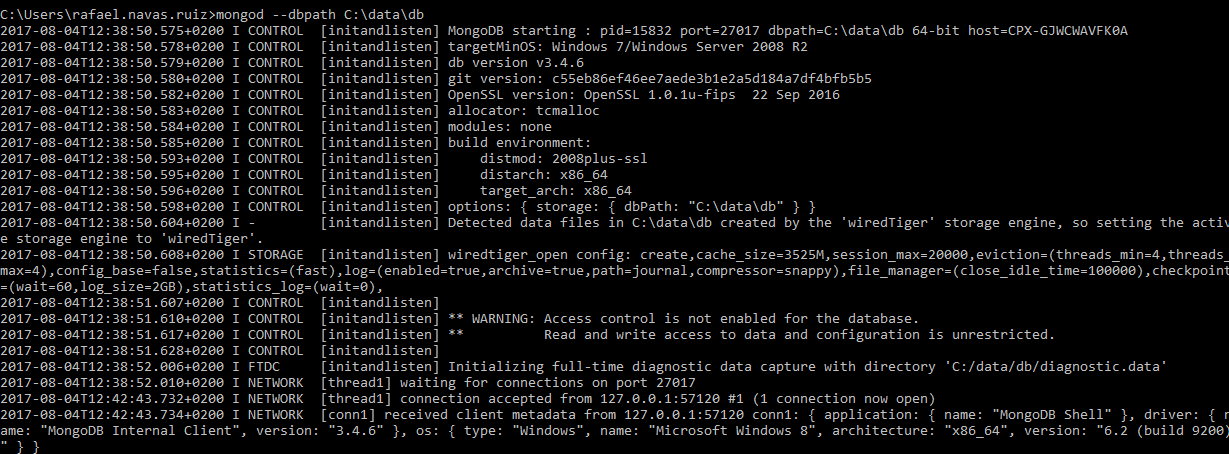 C:\Users\rafael.navas.ruiz>mongod --dbpath C:\data\db
2017-08-04T12:38:50.575+0200 I CONTROL  [initandlisten] MongoDB starting : pid=15832 port=27017 dbpath=C:\data\db 64-bit host=CPX-GJWCWAVFK0A
2017-08-04T12:38:50.578+0200 I CONTROL  [initandlisten] targetMinOS: Windows 7/Windows Server 2008 R2
2017-08-04T12:38:50.579+0200 I CONTROL  [initandlisten] db version v3.4.6
2017-08-04T12:38:50.580+0200 I CONTROL  [initandlisten] git version: c55eb86ef46ee7aede3b1e2a5d184a7df4bfb5b5
2017-08-04T12:38:50.582+0200 I CONTROL  [initandlisten] OpenSSL version: OpenSSL 1.0.1u-fips  22 Sep 2016
2017-08-04T12:38:50.583+0200 I CONTROL  [initandlisten] allocator: tcmalloc
2017-08-04T12:38:50.584+0200 I CONTROL  [initandlisten] modules: none
2017-08-04T12:38:50.585+0200 I CONTROL  [initandlisten] build environment:
2017-08-04T12:38:50.593+0200 I CONTROL  [initandlisten]     distmod: 2008plus-ssl
2017-08-04T12:38:50.595+0200 I CONTROL  [initandlisten]     distarch: x86_64
2017-08-04T12:38:50.596+0200 I CONTROL  [initandlisten]     target_arch: x86_64
2017-08-04T12:38:50.598+0200 I CONTROL  [initandlisten] options: { storage: { dbPath: "C:\data\db" } }
2017-08-04T12:38:50.604+0200 I -        [initandlisten] Detected data files in C:\data\db created by the 'wiredTiger' storage engine, so setting the activ
e storage engine to 'wiredTiger'.
2017-08-04T12:38:50.608+0200 I STORAGE  [initandlisten] wiredtiger_open config: create,cache_size=3525M,session_max=20000,eviction=(threads_min=4,threads_
max=4),config_base=false,statistics=(fast),log=(enabled=true,archive=true,path=journal,compressor=snappy),file_manager=(close_idle_time=100000),checkpoint
=(wait=60,log_size=2GB),statistics_log=(wait=0),
2017-08-04T12:38:51.607+0200 I CONTROL  [initandlisten]
2017-08-04T12:38:51.610+0200 I CONTROL  [initandlisten] ** WARNING: Access control is not enabled for the database.
2017-08-04T12:38:51.617+0200 I CONTROL  [initandlisten] **          Read and write access to data and configuration is unrestricted.
2017-08-04T12:38:51.628+0200 I CONTROL  [initandlisten]
2017-08-04T12:38:52.006+0200 I FTDC     [initandlisten] Initializing full-time diagnostic data capture with directory 'C:/data/db/diagnostic.data'
2017-08-04T12:38:52.010+0200 I NETWORK  [thread1] waiting for connections on port 27017
2017-08-04T12:42:43.732+0200 I NETWORK  [thread1] connection accepted from 127.0.0.1:57120 #1 (1 connection now open)
2017-08-04T12:42:43.734+0200 I NETWORK  [conn1] received client metadata from 127.0.0.1:57120 conn1: { application: { name: "MongoDB Shell" }, driver: { n
ame: "MongoDB Internal Client", version: "3.4.6" }, os: { type: "Windows", name: "Microsoft Windows 8", architecture: "x86_64", version: "6.2 (build 9200)
" } }